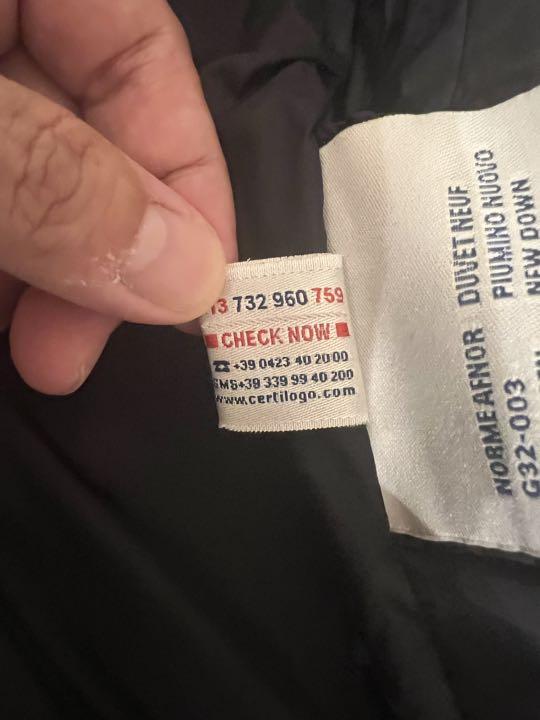 13 732 960 759
CHECK NOW
☎+39 0423 40 20 00
SMS+39 339 99 40 200
www.certilogo.com
NORME AFNOR
G32-003
DUVET NEUF
PIUMINO NUOVO
NEW DOWN